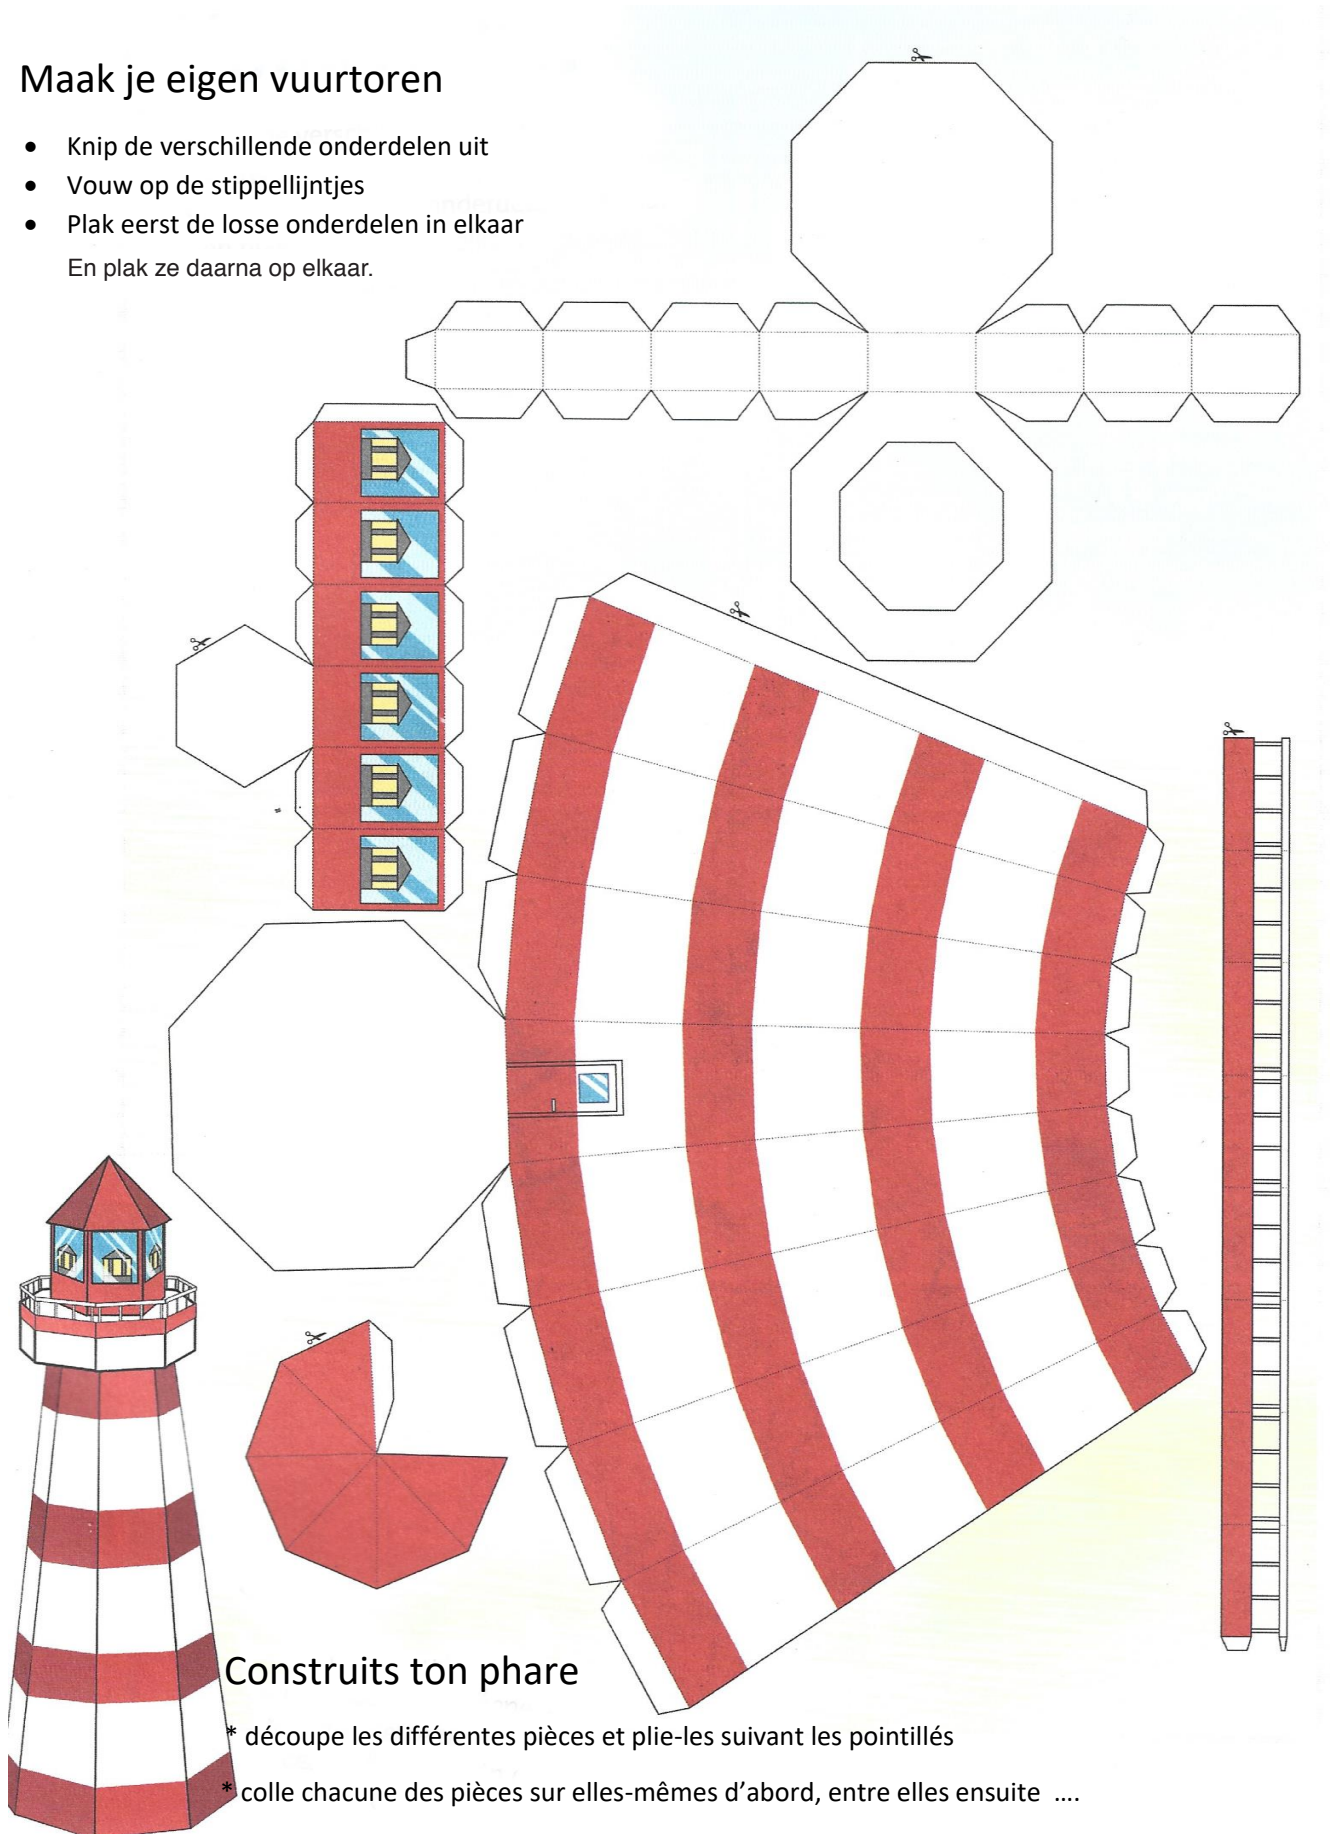 Maak je eigen vuurtoren
• Knip de verschillende onderdelen uit
• Vouw op de stippellijntjes
• Plak eerst de losse onderdelen in elkaar
En plak ze daarna op elkaar.
Construits ton phare
* découpe les différentes pièces et plie-les suivant les pointillés
* colle chacune des pièces sur elles-mêmes d’abord, entre elles ensuite ….